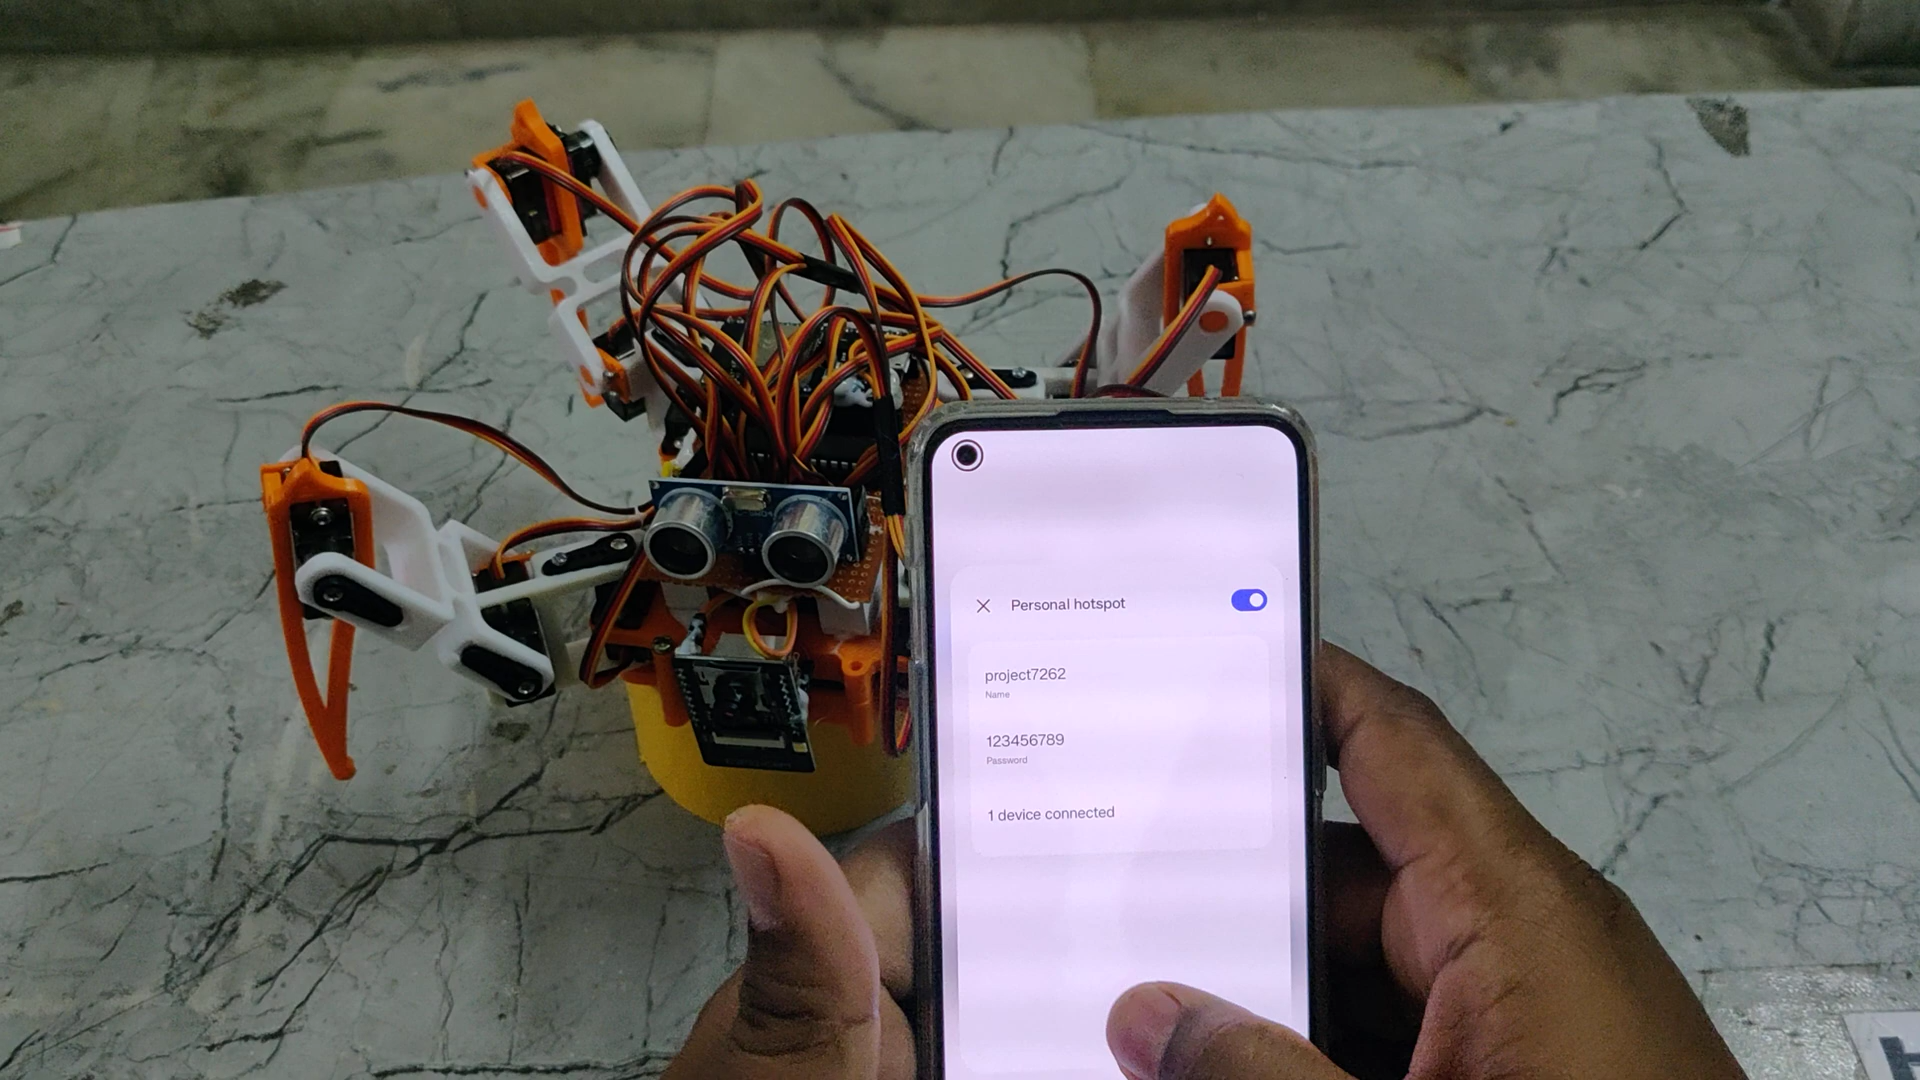 Personal hotspot
project7262
Name
123456789
Password
1 device connected